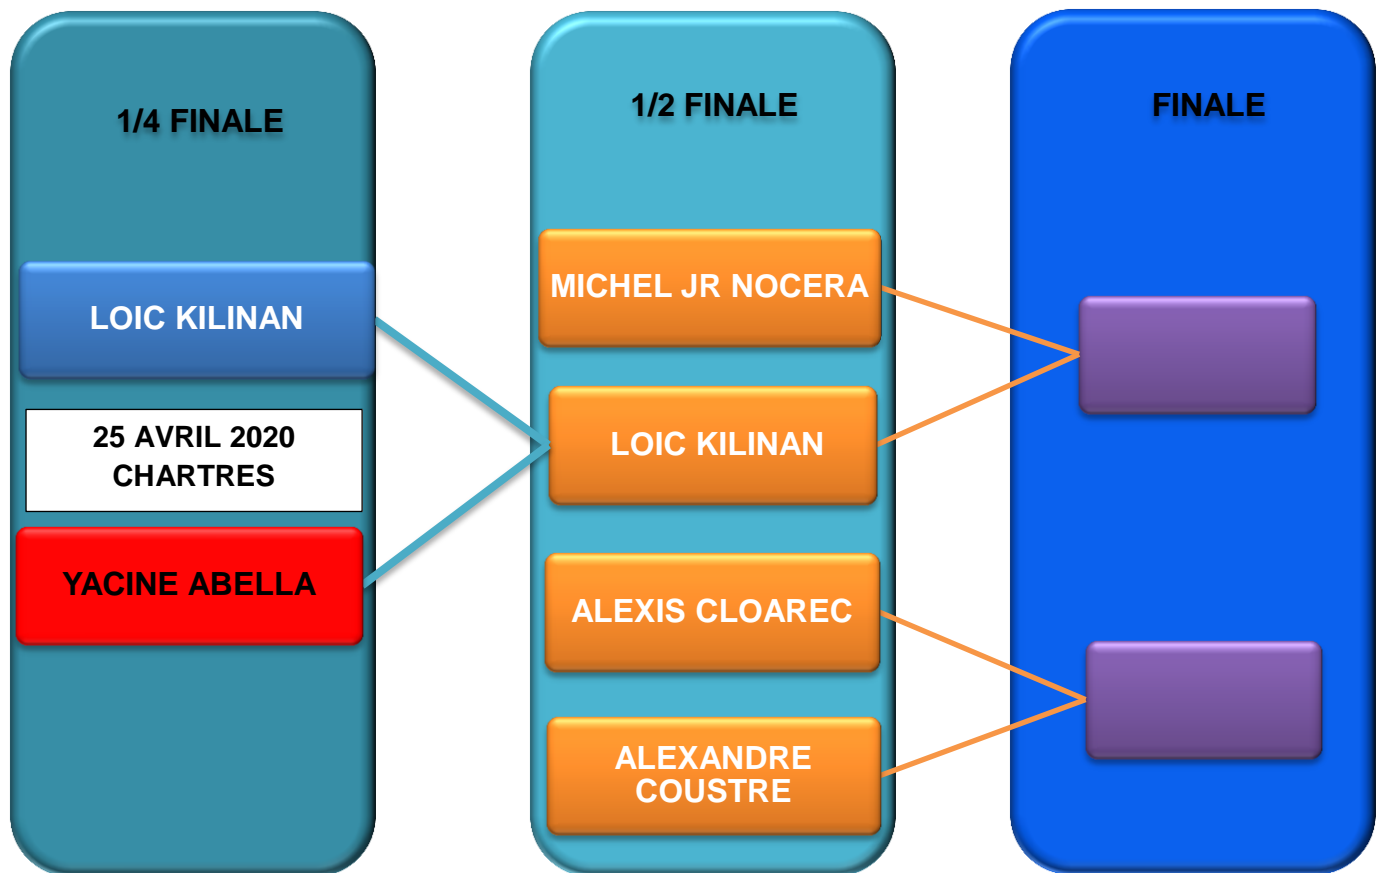 1/4 FINALE
LOIC KILINAN
25 AVRIL 2020
CHARTRES
YACINE ABELLA
1/2 FINALE
MICHEL JR NOCERA
LOIC KILINAN
ALEXIS CLOAREC
ALEXANDRE
COUSTRE
FINALE